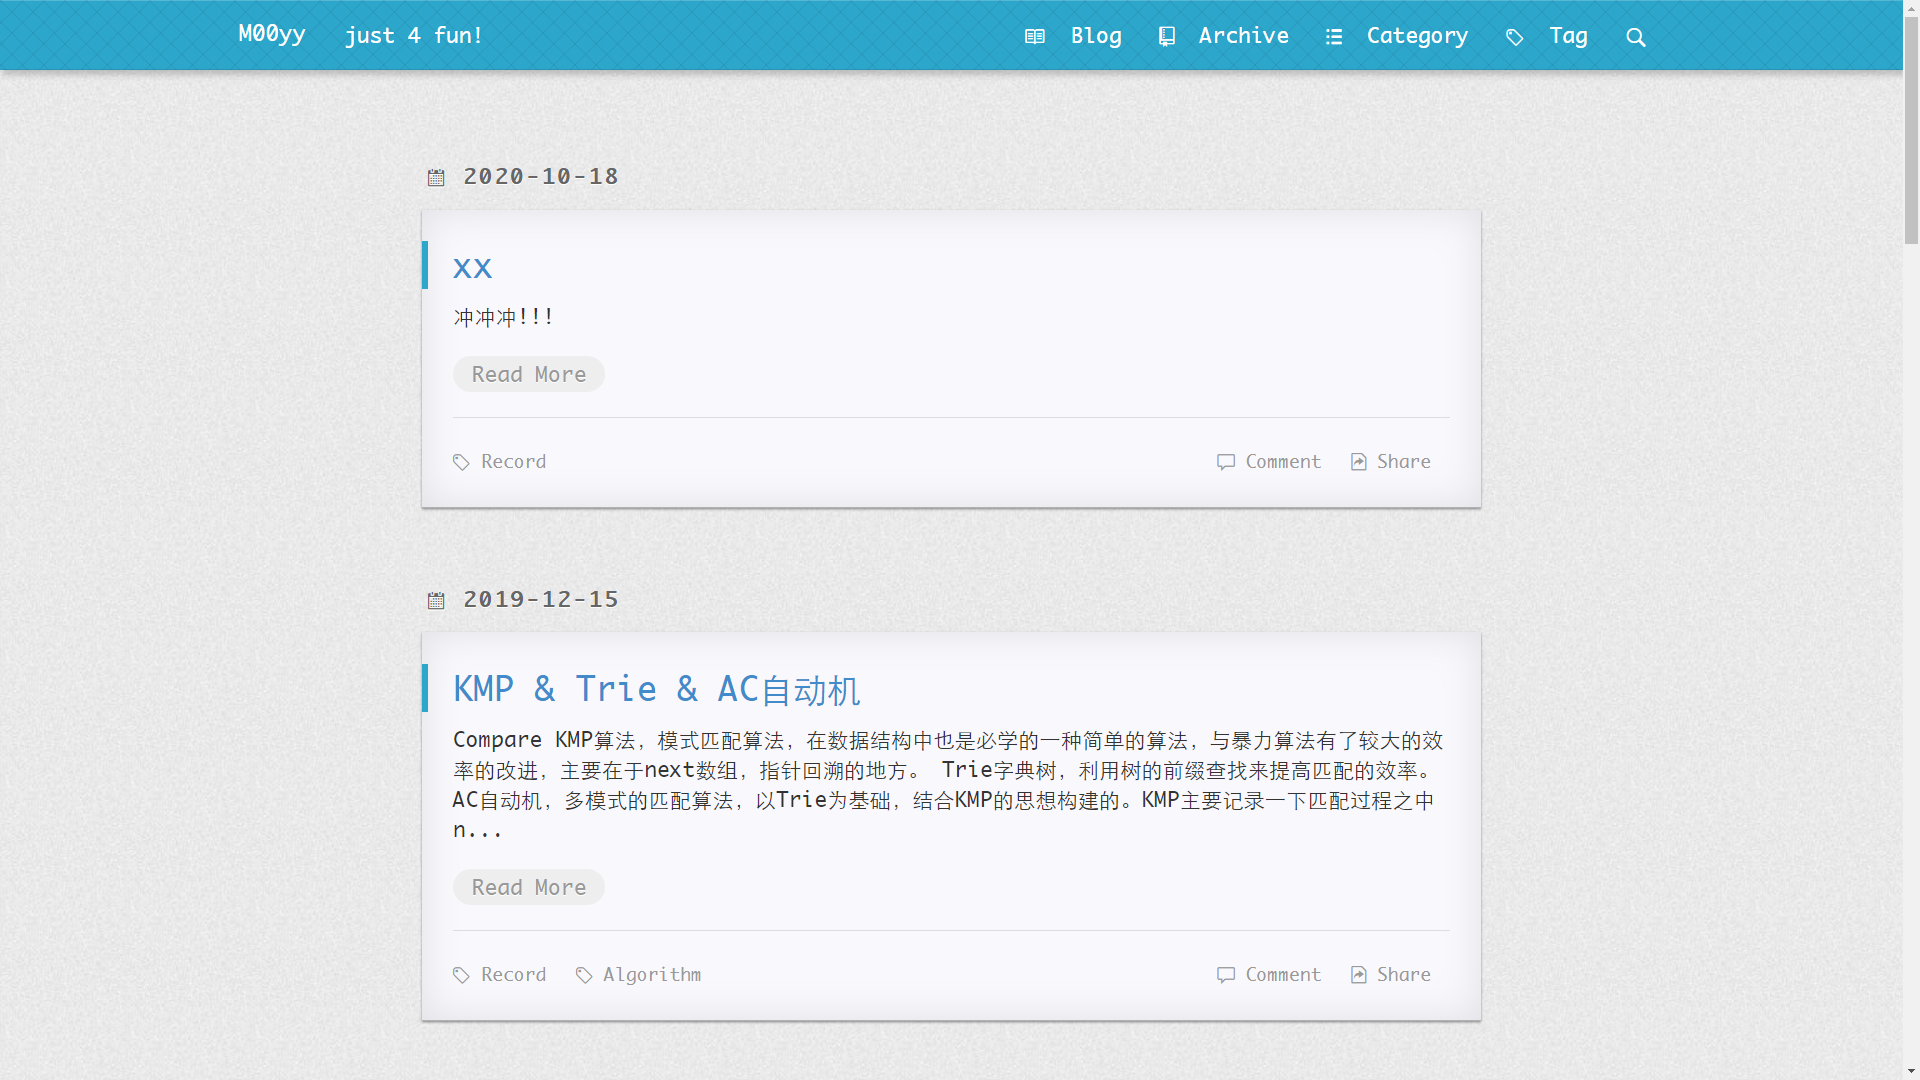 M00yy just 4 fun! Blog Archive Category Tag
2020-10-18
xx
冲冲冲!!!
Read More
Record Comment Share
2019-12-15
KMP & Trie & AC自动机
Compare KMP算法，模式匹配算法，在数据结构中也是必学的一种简单的算法，与暴力算法有了较大的效
率的改进，主要在于next数组，指针回溯的地方。 Trie字典树，利用树的前缀查找来提高匹配的效率。
AC自动机，多模式的匹配算法，以Trie为基础，结合KMP的思想构建的。KMP主要记录一下匹配过程之中
n...
Read More
Record Algorithm Comment Share